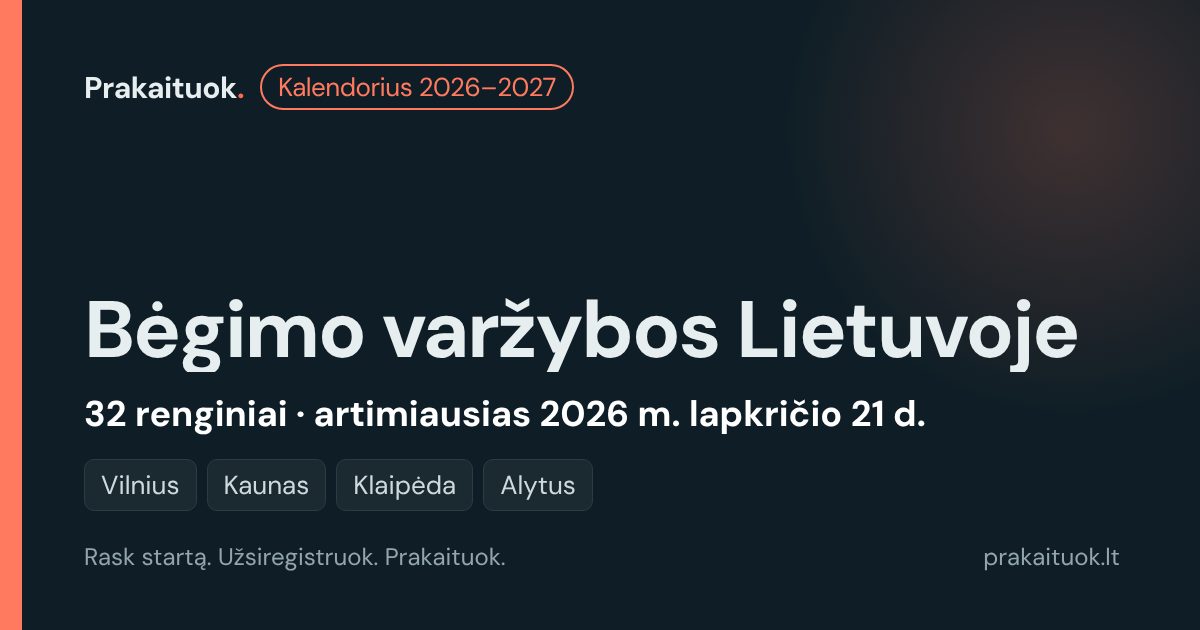 Prakaituok. Kalendorius 2026–2027
Bėgimo varžybos Lietuvoje
32 renginiai · artimiausias 2026 m. lapkričio 21 d.
Vilnius Kaunas Klaipėda Alytus
Rask startą. Užsiregistruok. Prakaituok. prakaituok.lt